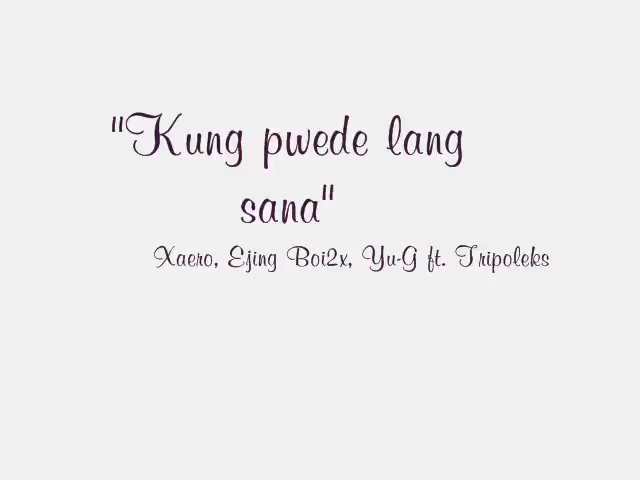 "Kung pwede lang
sana"
Xaero, Ejing Boi2x, Yu-G ft. Tripoleks